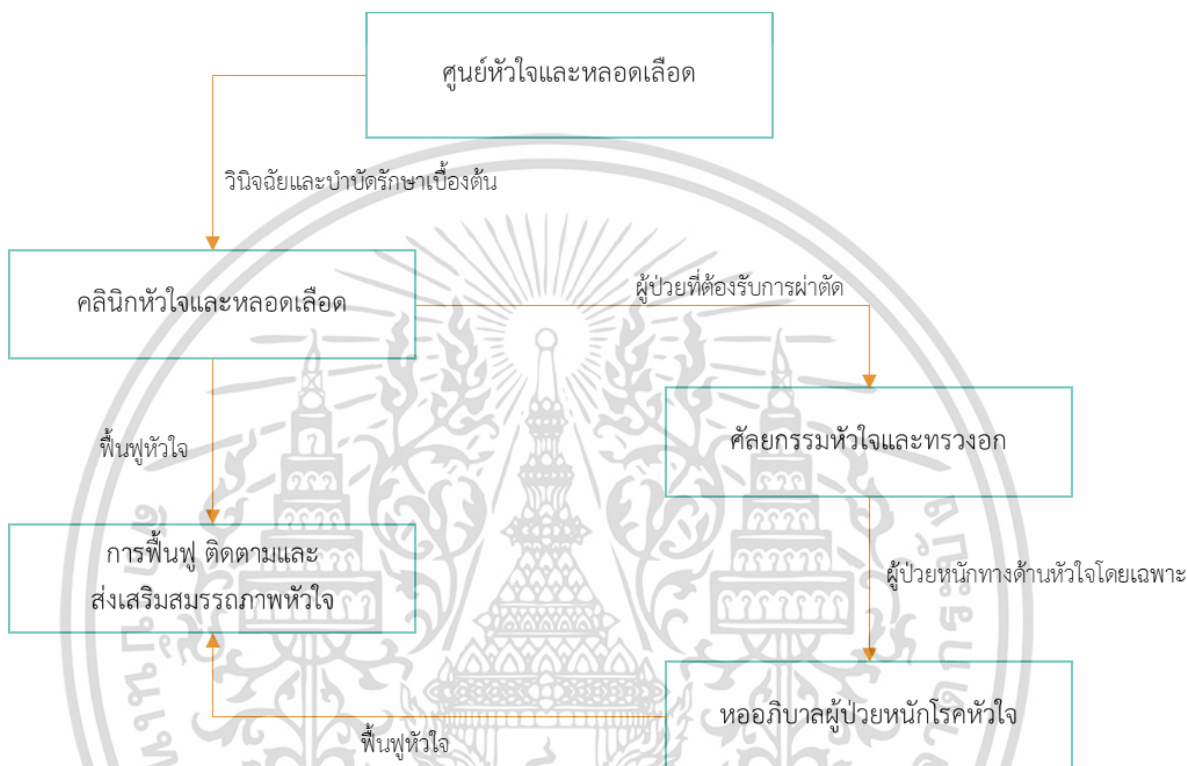 ศูนย์หัวใจและหลอดเลือด
วินิจฉัยและบำบัดรักษาเบื้องต้น
คลินิกหัวใจและหลอดเลือด
ผู้ป่วยที่ต้องรับการผ่าตัด
ศัลยกรรมหัวใจและทรวงอก
ฟื้นฟูหัวใจ
การฟื้นฟู ติดตามและ
ส่งเสริมสมรรถภาพหัวใจ
ผู้ป่วยหนักทางด้านหัวใจโดยเฉพาะ
หออภิบาลผู้ป่วยหนักโรคหัวใจ
ฟื้นฟูหัวใจ